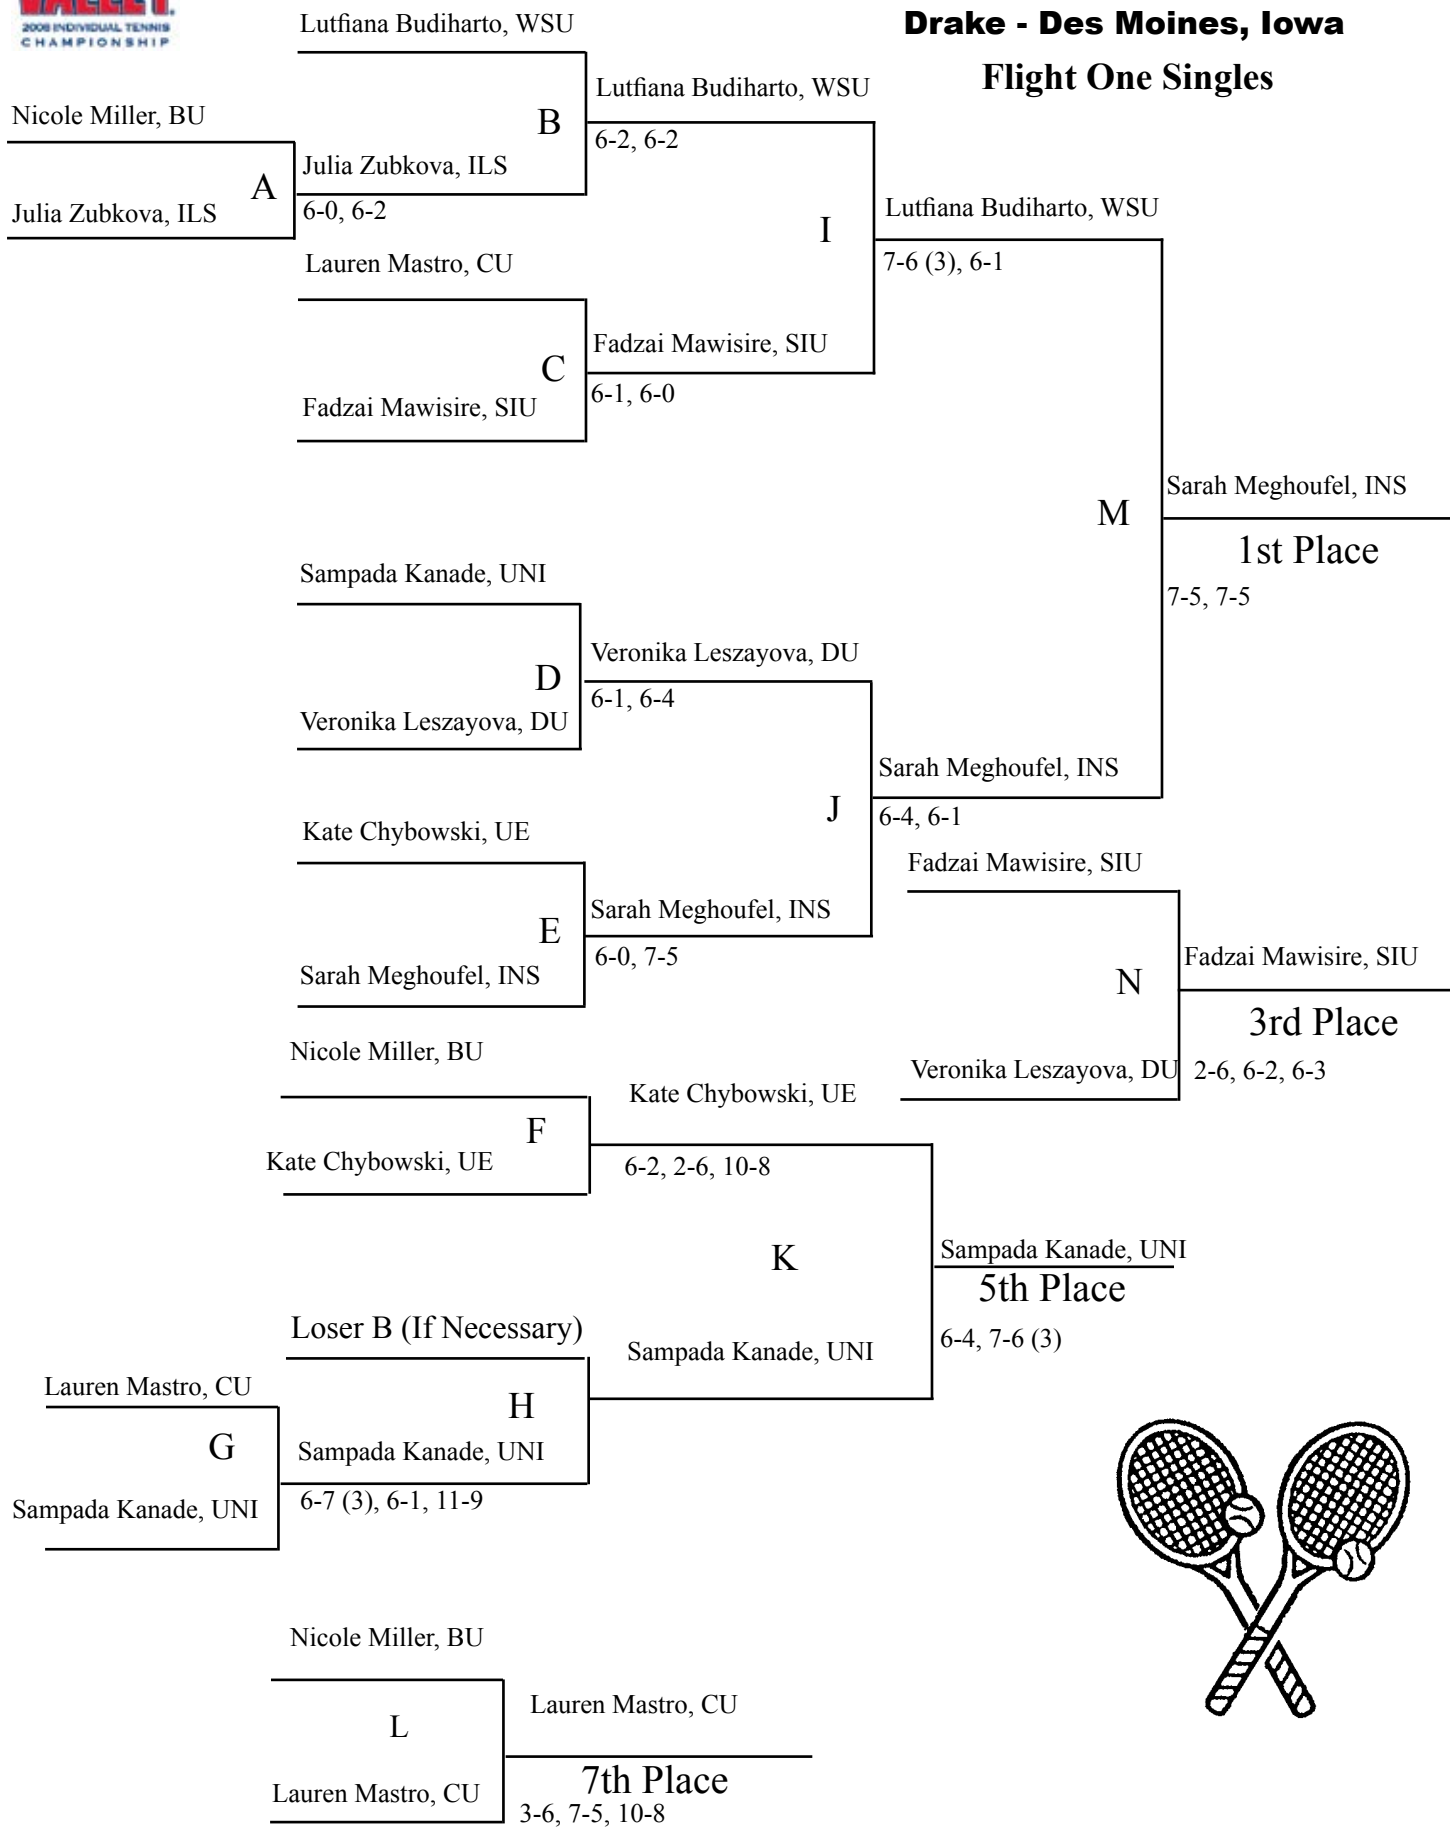 VALLEY.
2008 INDIVIDUAL TENNIS
CHAMPIONSHIP
Drake - Des Moines, Iowa
Flight One Singles
Lutfiana Budiharto, WSU
Nicole Miller, BU
B
Lutfiana Budiharto, WSU
6-2, 6-2
A
Julia Zubkova, ILS
Julia Zubkova, ILS
6-0, 6-2
I
Lutfiana Budiharto, WSU
7-6 (3), 6-1
Lauren Mastro, CU
C
Fadzai Mawisire, SIU
6-1, 6-0
Fadzai Mawisire, SIU
M
Sarah Meghoufel, INS
1st Place
7-5, 7-5
Sampada Kanade, UNI
D
Veronika Leszayova, DU
6-1, 6-4
Veronika Leszayova, DU
J
Sarah Meghoufel, INS
6-4, 6-1
Kate Chybowski, UE
E
Sarah Meghoufel, INS
6-0, 7-5
Sarah Meghoufel, INS
Fadzai Mawisire, SIU
N
Fadzai Mawisire, SIU
3rd Place
Veronika Leszayova, DU
2-6, 6-2, 6-3
Nicole Miller, BU
F
Kate Chybowski, UE
Kate Chybowski, UE
6-2, 2-6, 10-8
K
Sampada Kanade, UNI
5th Place
6-4, 7-6 (3)
Loser B (If Necessary)
H
Sampada Kanade, UNI
Lauren Mastro, CU
G
Sampada Kanade, UNI
6-7 (3), 6-1, 11-9
Sampada Kanade, UNI
Nicole Miller, BU
L
Lauren Mastro, CU
7th Place
Lauren Mastro, CU
3-6, 7-5, 10-8